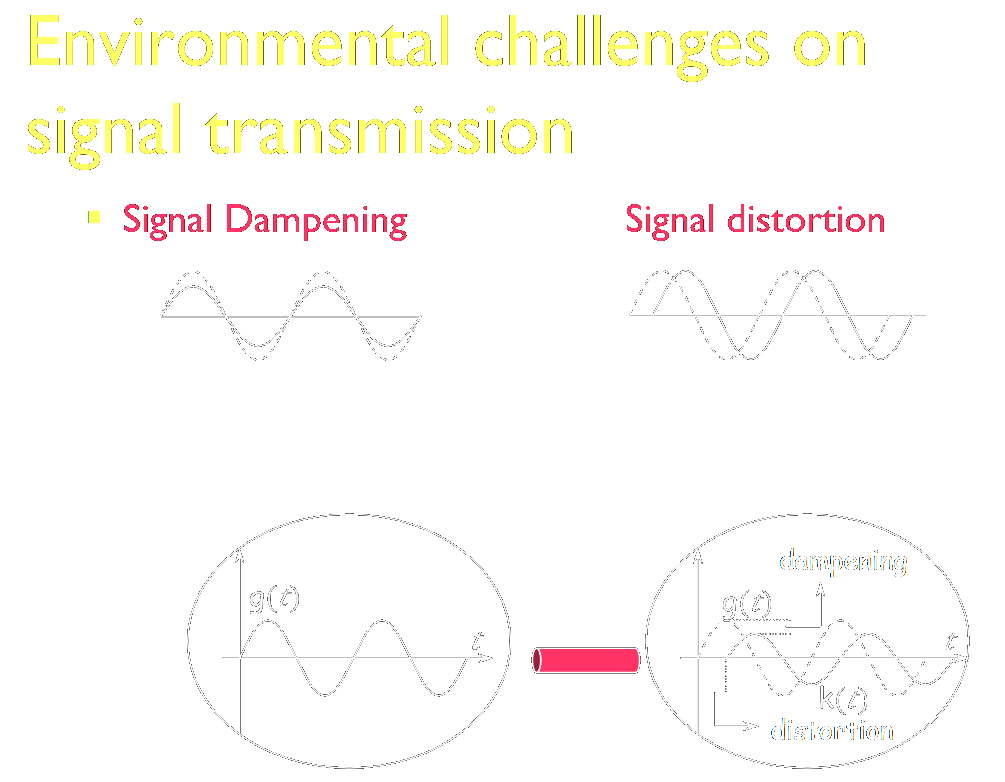 Environmental challenges on
signal transmission
Signal Dampening
Signal distortion
g(t)
t
dampening
g(t)
t
k(t)
distortion